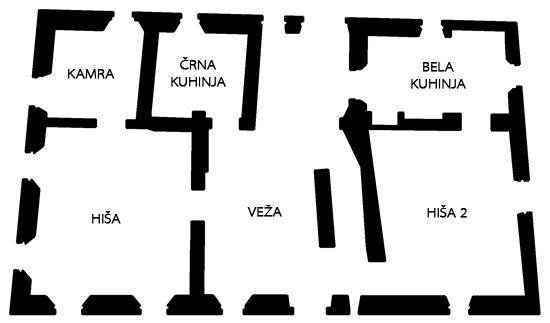 KAMRA
ČRNA
KUHINJA
BELA
KUHINJA
HIŠA
VEŽA
HIŠA 2